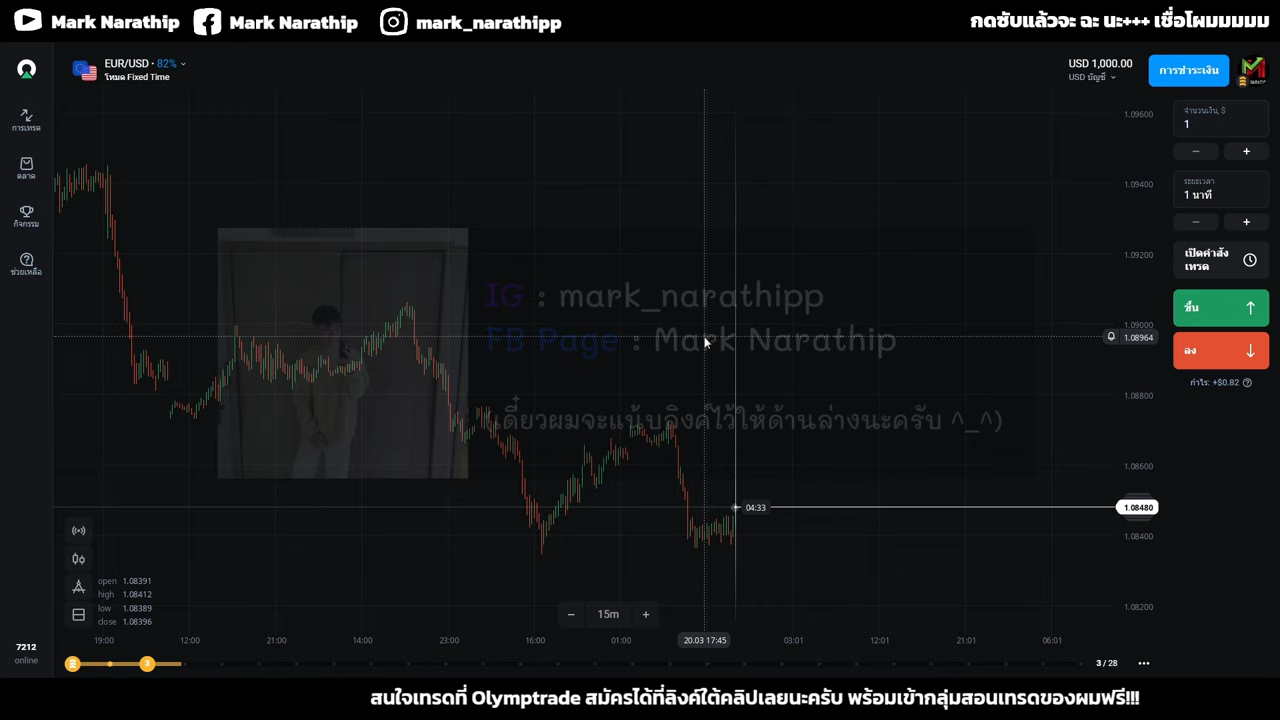 Mark Narathip Mark Narathip mark_narathipp
กดซับแล้วจะ ฉะ นะ+++ เชื่อโผมมมมม
EUR/USD · 82%
โหมด Fixed Time
USD 1,000.00
USD บัญชี
การชำระเงิน
การเทรด
ตลาด
กิจกรรม
ช่วยเหลือ
จำนวนเงิน, $
1
− +
ระยะเวลา
1 นาที
− +
เปิดคำสั่ง
เทรด
ขึ้น
ลง
กำไร: +$0.82
1.09600
1.09400
1.09200
1.09000
1.08964
1.08800
1.08600
1.08480
1.08400
1.08200
IG : mark_narathipp
FB Page : Mark Narathip
(เดี๋ยวผมจะแน้บลิงค์ไว้ให้ด้านล่างนะครับ ^_^)
04:33
open 1.08391
high 1.08412
low 1.08389
close 1.08396
− 15m +
19:00 12:00 21:00 14:00 23:00 16:00 01:00 20.03 17:45 03:01 12:01 21:01 06:01
7212
online
3
3 / 28
สนใจเทรดที่ Olymptrade สมัครได้ที่ลิงค์ใต้คลิปเลยนะครับ พร้อมเข้ากลุ่มสอนเทรดของผมฟรี!!!